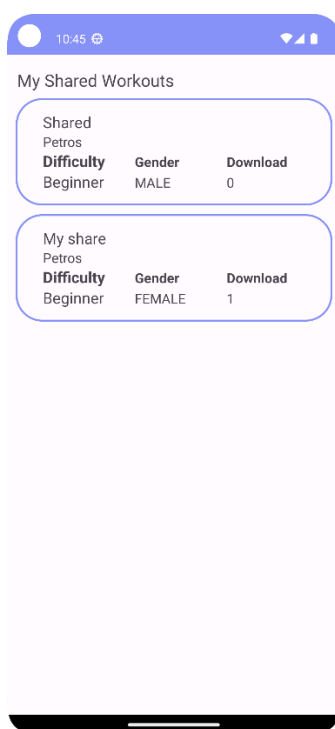 10:45
My Shared Workouts
Shared
Petros
Difficulty Gender Download
Beginner MALE 0
My share
Petros
Difficulty Gender Download
Beginner FEMALE 1